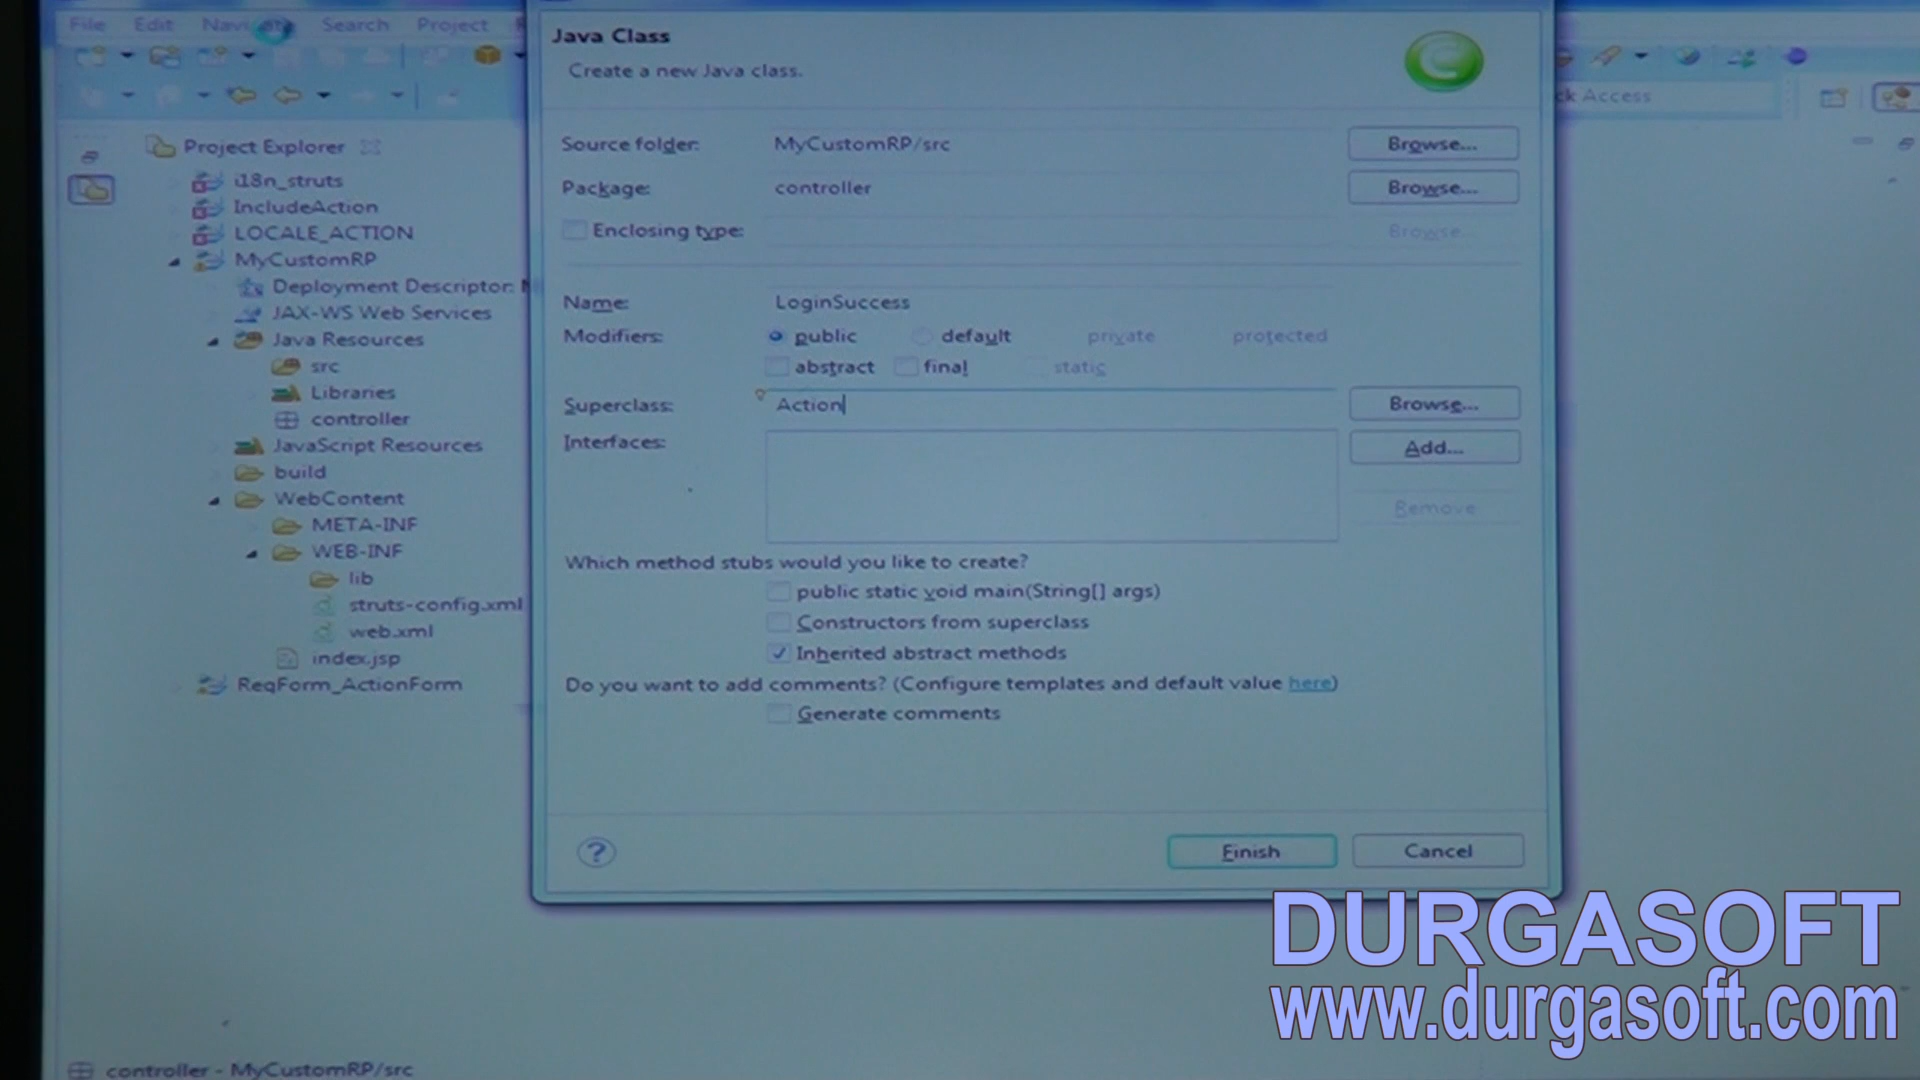 File Edit Search Project
Java Class
Create a new Java class.
ck Access
Source folder: MyCustomRP/src Browse...
Package: controller Browse...
Enclosing type: Browse...
Name: LoginSuccess
Modifiers: public default private protected
abstract final static
Superclass: Action Browse...
Interfaces: Add...
Remove
Which method stubs would you like to create?
public static void main(String[] args)
Constructors from superclass
Inherited abstract methods
Do you want to add comments? (Configure templates and default value here)
Generate comments
? Finish Cancel
Project Explorer
i18n_struts
IncludeAction
LOCALE_ACTION
MyCustomRP
Deployment Descriptor:
JAX-WS Web Services
Java Resources
src
Libraries
controller
JavaScript Resources
build
WebContent
META-INF
WEB-INF
lib
struts-config.xml
web.xml
index.jsp
ReqForm_ActionForm
controller - MyCustomRP/src
DURGASOFT
www.durgasoft.com